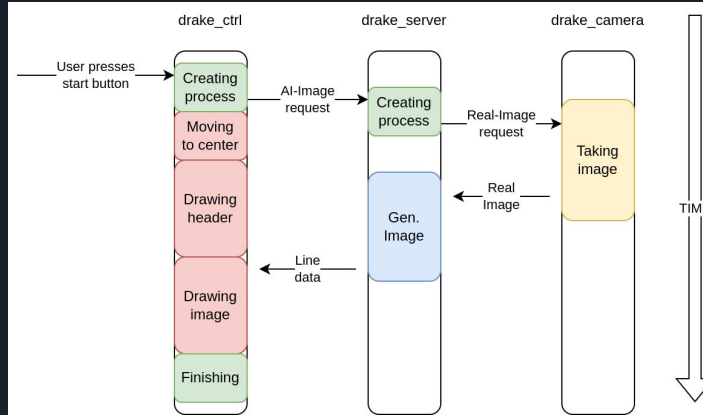 drake_ctrl
drake_server
drake_camera
User presses
start button
Creating
process
AI-Image
request
Creating
process
Real-Image
request
Moving
to center
Taking
image
Drawing
header
Real
Image
Gen.
Image
Line
data
Drawing
image
Finishing
TIM